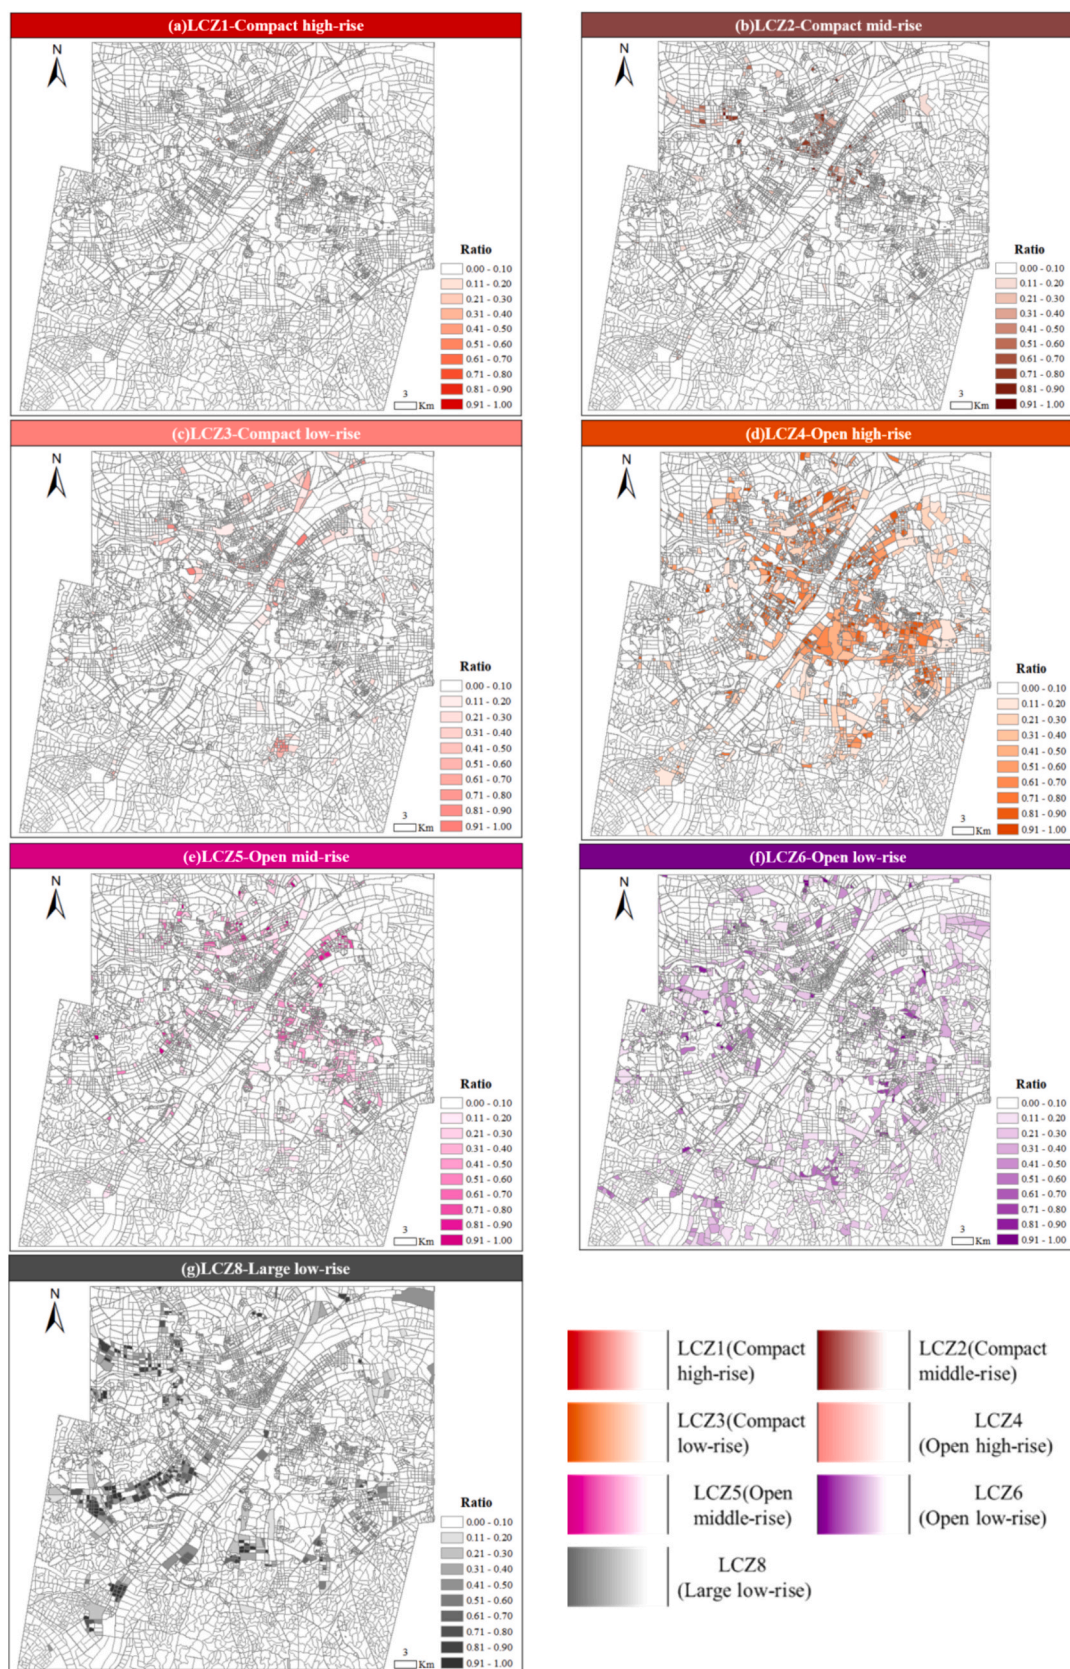 (a)LCZ1-Compact high-rise
N
Ratio
0.00 - 0.10
0.11 - 0.20
0.21 - 0.30
0.31 - 0.40
0.41 - 0.50
0.51 - 0.60
0.61 - 0.70
0.71 - 0.80
0.81 - 0.90
0.91 - 1.00
3
Km
(b)LCZ2-Compact mid-rise
N
Ratio
0.00 - 0.10
0.11 - 0.20
0.21 - 0.30
0.31 - 0.40
0.41 - 0.50
0.51 - 0.60
0.61 - 0.70
0.71 - 0.80
0.81 - 0.90
0.91 - 1.00
3
Km
(c)LCZ3-Compact low-rise
N
Ratio
0.00 - 0.10
0.11 - 0.20
0.21 - 0.30
0.31 - 0.40
0.41 - 0.50
0.51 - 0.60
0.61 - 0.70
0.71 - 0.80
0.81 - 0.90
0.91 - 1.00
3
Km
(d)LCZ4-Open high-rise
N
Ratio
0.00 - 0.10
0.11 - 0.20
0.21 - 0.30
0.31 - 0.40
0.41 - 0.50
0.51 - 0.60
0.61 - 0.70
0.71 - 0.80
0.81 - 0.90
0.91 - 1.00
3
Km
(e)LCZ5-Open mid-rise
N
Ratio
0.00 - 0.10
0.11 - 0.20
0.21 - 0.30
0.31 - 0.40
0.41 - 0.50
0.51 - 0.60
0.61 - 0.70
0.71 - 0.80
0.81 - 0.90
0.91 - 1.00
3
Km
(f)LCZ6-Open low-rise
N
Ratio
0.00 - 0.10
0.11 - 0.20
0.21 - 0.30
0.31 - 0.40
0.41 - 0.50
0.51 - 0.60
0.61 - 0.70
0.71 - 0.80
0.81 - 0.90
0.91 - 1.00
3
Km
(g)LCZ8-Large low-rise
N
Ratio
0.00 - 0.10
0.11 - 0.20
0.21 - 0.30
0.31 - 0.40
0.41 - 0.50
0.51 - 0.60
0.61 - 0.70
0.71 - 0.80
0.81 - 0.90
0.91 - 1.00
3
Km
LCZ1(Compact
high-rise)
LCZ2(Compact
middle-rise)
LCZ3(Compact
low-rise)
LCZ4
(Open high-rise)
LCZ5(Open
middle-rise)
LCZ6
(Open low-rise)
LCZ8
(Large low-rise)